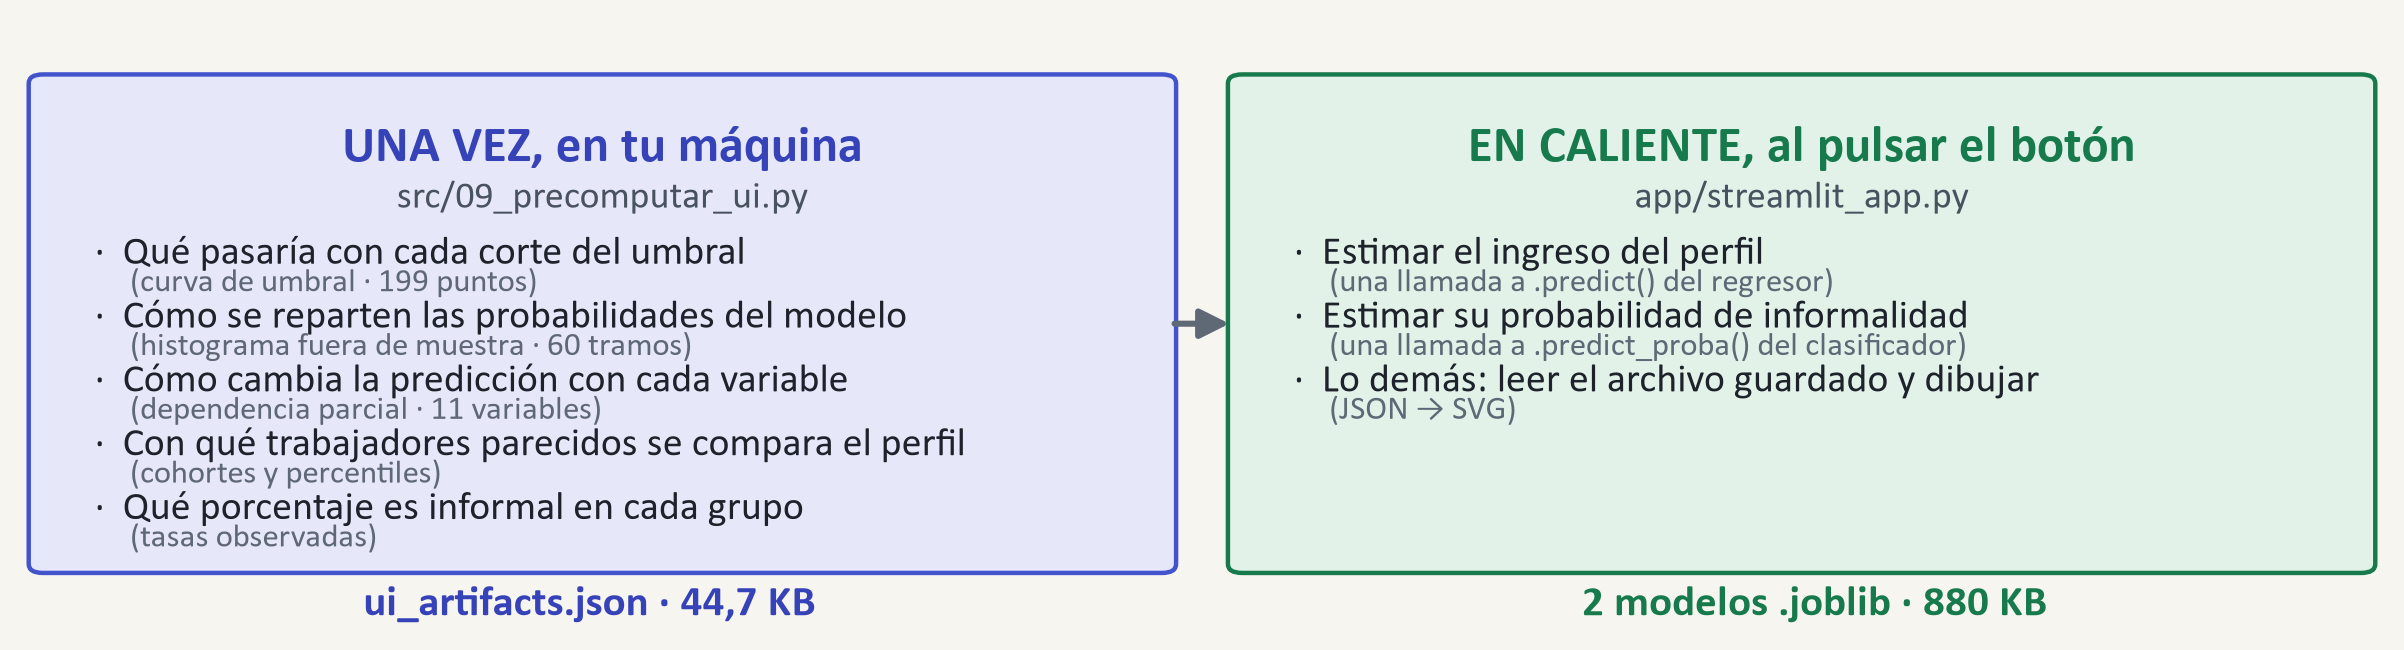 UNA VEZ, en tu máquina
src/09_precomputar_ui.py
· Qué pasaría con cada corte del umbral
(curva de umbral · 199 puntos)
· Cómo se reparten las probabilidades del modelo
(histograma fuera de muestra · 60 tramos)
· Cómo cambia la predicción con cada variable
(dependencia parcial · 11 variables)
· Con qué trabajadores parecidos se compara el perfil
(cohortes y percentiles)
· Qué porcentaje es informal en cada grupo
(tasas observadas)
ui_artifacts.json · 44,7 KB
EN CALIENTE, al pulsar el botón
app/streamlit_app.py
· Estimar el ingreso del perfil
(una llamada a .predict() del regresor)
· Estimar su probabilidad de informalidad
(una llamada a .predict_proba() del clasificador)
· Lo demás: leer el archivo guardado y dibujar
(JSON → SVG)
2 modelos .joblib · 880 KB